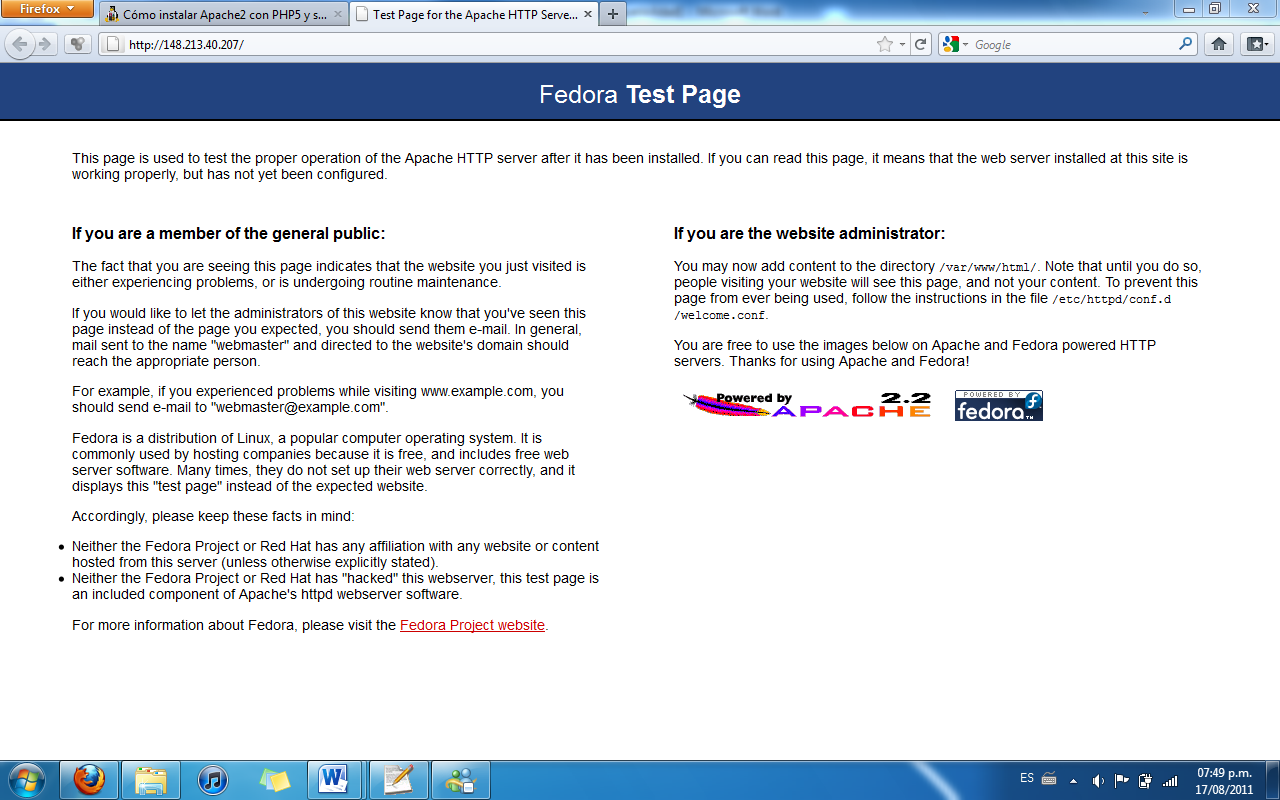 Firefox
Cómo instalar Apache2 con PHP5 y s...
Test Page for the Apache HTTP Serve...
http://148.213.40.207/
Google
Fedora Test Page
This page is used to test the proper operation of the Apache HTTP server after it has been installed. If you can read this page, it means that the web server installed at this site is
working properly, but has not yet been configured.
If you are a member of the general public:
The fact that you are seeing this page indicates that the website you just visited is
either experiencing problems, or is undergoing routine maintenance.
If you would like to let the administrators of this website know that you've seen this
page instead of the page you expected, you should send them e-mail. In general,
mail sent to the name "webmaster" and directed to the website's domain should
reach the appropriate person.
For example, if you experienced problems while visiting www.example.com, you
should send e-mail to "webmaster@example.com".
Fedora is a distribution of Linux, a popular computer operating system. It is
commonly used by hosting companies because it is free, and includes free web
server software. Many times, they do not set up their web server correctly, and it
displays this "test page" instead of the expected website.
Accordingly, please keep these facts in mind:
Neither the Fedora Project or Red Hat has any affiliation with any website or content
hosted from this server (unless otherwise explicitly stated).
Neither the Fedora Project or Red Hat has "hacked" this webserver, this test page is
an included component of Apache's httpd webserver software.
For more information about Fedora, please visit the Fedora Project website.
If you are the website administrator:
You may now add content to the directory /var/www/html/. Note that until you do so,
people visiting your website will see this page, and not your content. To prevent this
page from ever being used, follow the instructions in the file /etc/httpd/conf.d
/welcome.conf.
You are free to use the images below on Apache and Fedora powered HTTP
servers. Thanks for using Apache and Fedora!
Powered by 2.2
APACHE
POWERED BY
fedora™
ES
07:49 p.m.
17/08/2011